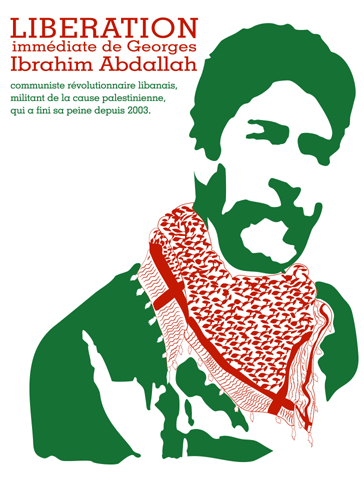 LIBERATION
immédiate de Georges
Ibrahim Abdallah
communiste révolutionnaire libanais,
militant de la cause palestinienne,
qui a fini sa peine depuis 2003.